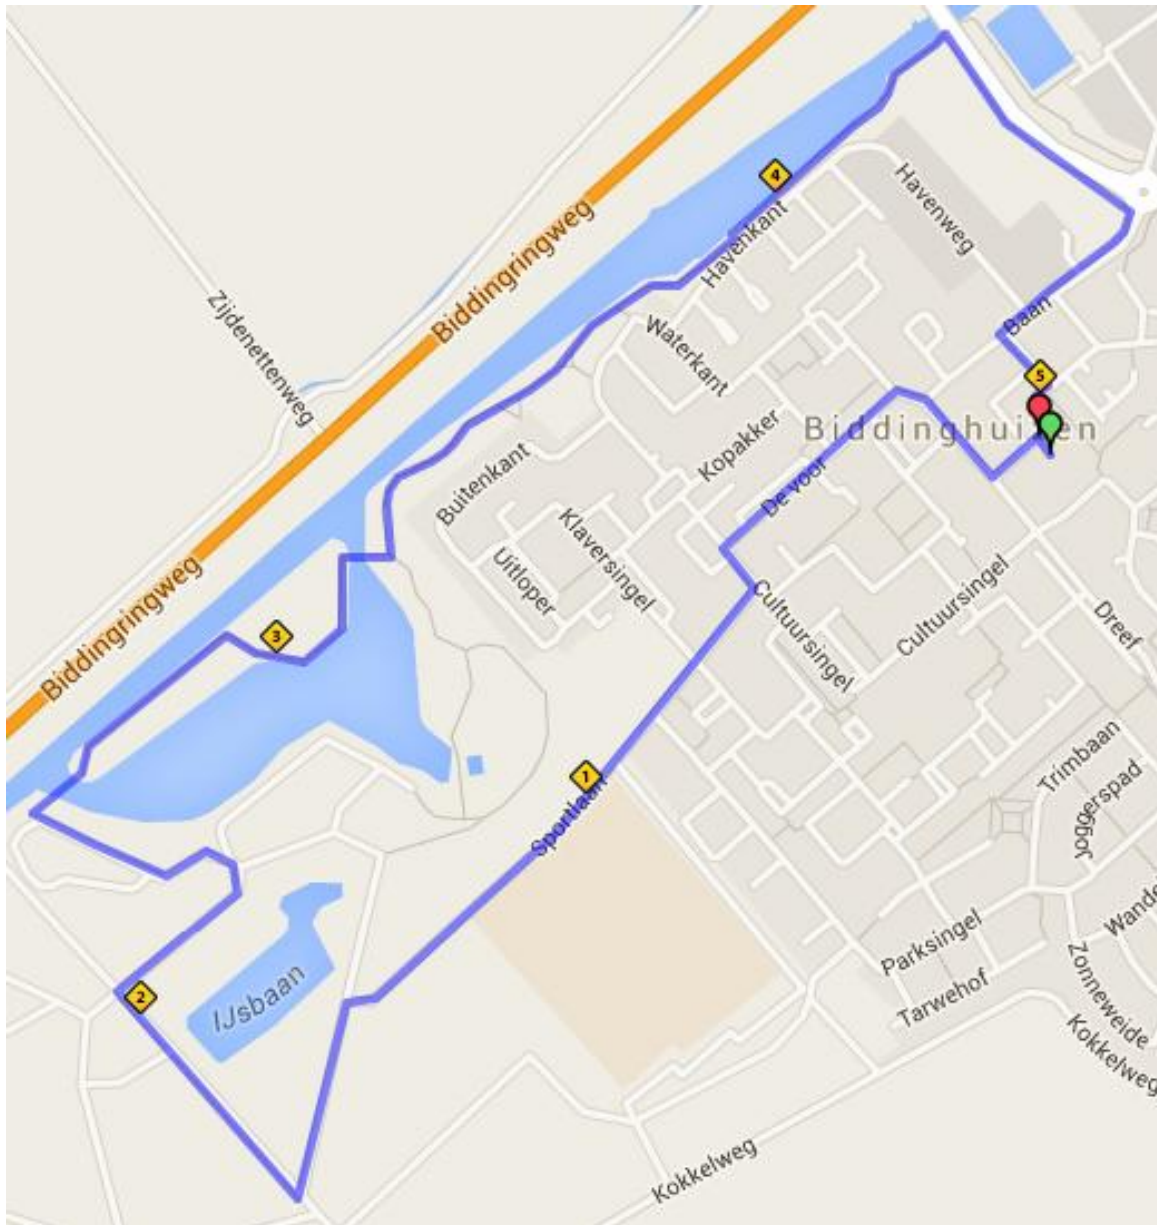 4
Havenweg
Biddingringweg
Havenkant
Zijdenettenweg
Baan
Waterkant
5
Biddinghuizen
Kopakker
Buitenkant
De voor
Klaversingel
Uitloper
Biddingringweg
Cultuursingel
Cultuursingel
Dreef
3
Trimbaan
1
Sportlaan
Joggerspad
Wande
Parksingel
2
IJsbaan
Tarwehof
Zonneweide
Kokkelweg
Kokkelweg